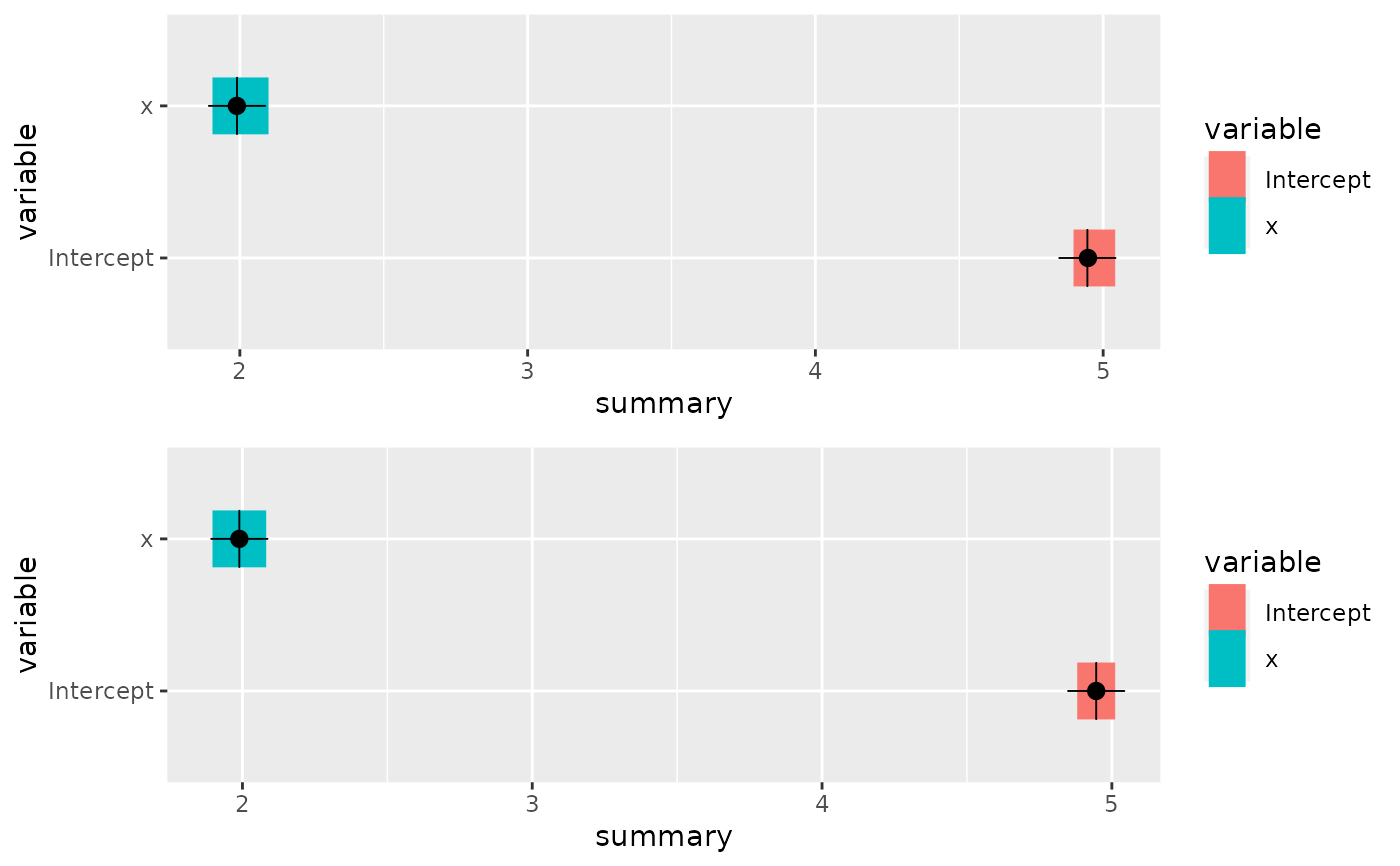 variable
x
Intercept
2 3 4 5
summary
variable
Intercept
x
variable
x
Intercept
2 3 4 5
summary
variable
Intercept
x